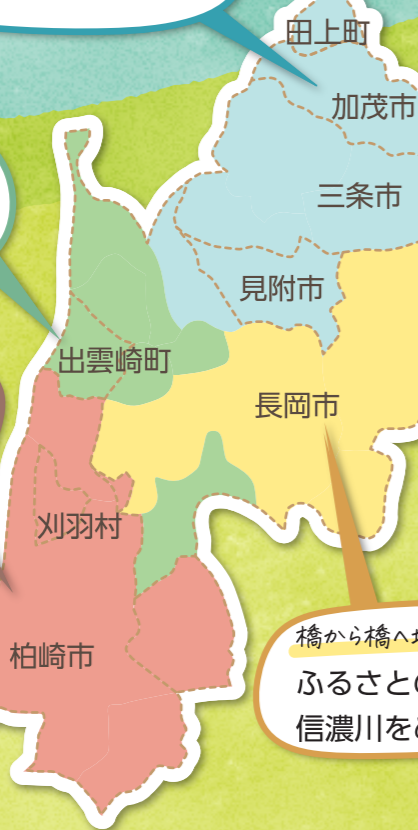 田上町
加茂市
三条市
見附市
出雲崎町
長岡市
刈羽村
柏崎市
橋から橋へ
ふるさとの
信濃川を